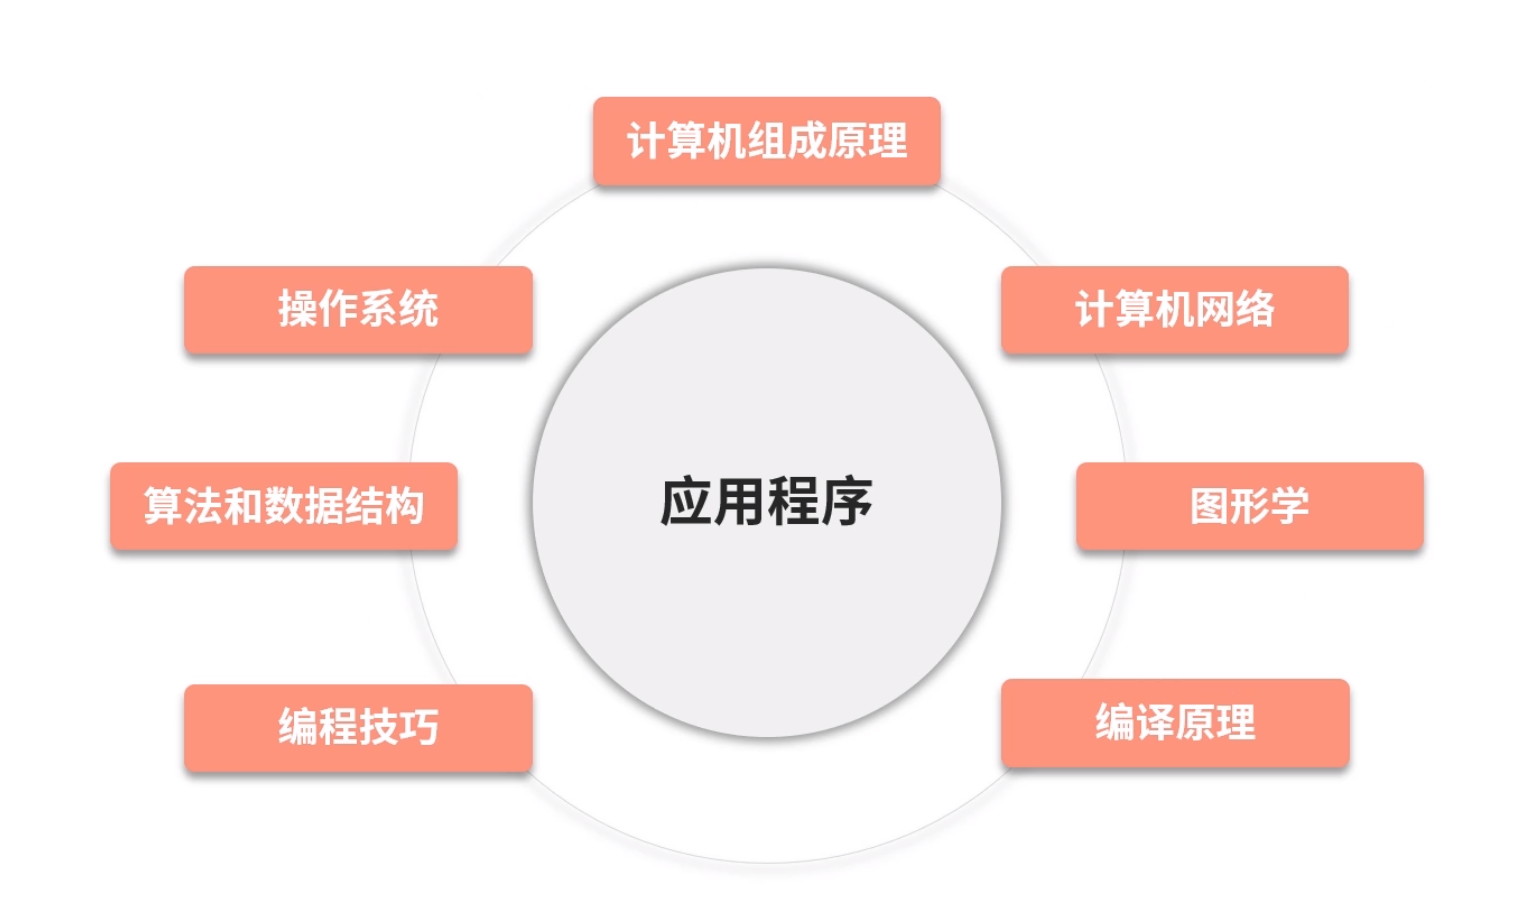 计算机组成原理
操作系统
计算机网络
算法和数据结构
应用程序
图形学
编程技巧
编译原理